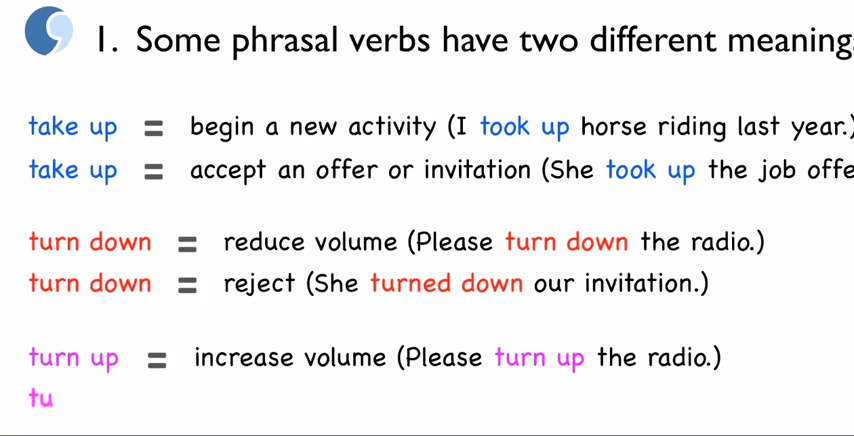 1. Some phrasal verbs have two different meaning
take up = begin a new activity (I took up horse riding last year.)
take up = accept an offer or invitation (She took up the job offe
turn down = reduce volume (Please turn down the radio.)
turn down = reject (She turned down our invitation.)
turn up = increase volume (Please turn up the radio.)
tu